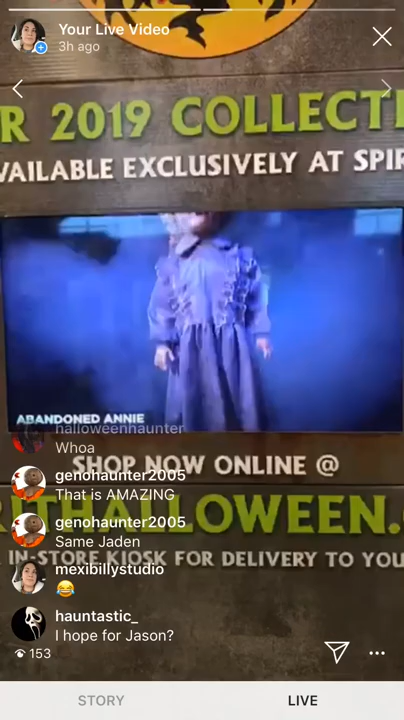 Your Live Video
3h ago
R 2019 COLLECTI
VAILABLE EXCLUSIVELY AT SPIR
ABANDONED ANNIE
halloweenhaunter
Whoa
SHOP NOW ONLINE @
genohaunter2005
That is AMAZING
RITHALLOWEEN.
genohaunter2005
Same Jaden
IN-STORE KIOSK FOR DELIVERY TO YOU
mexibillystudio
😂
hauntastic_
I hope for Jason?
153
STORY
LIVE